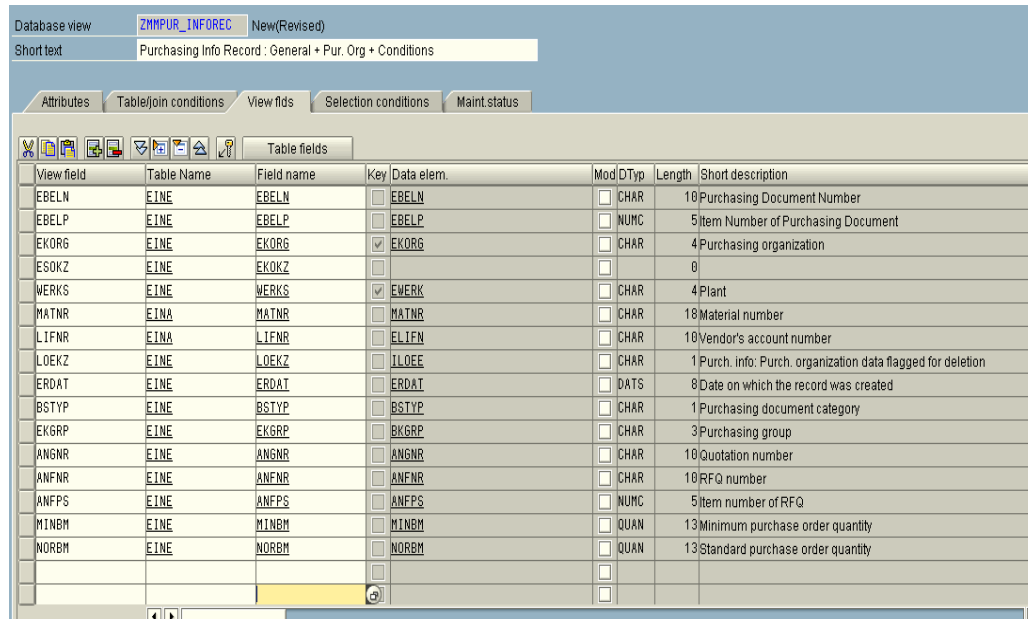 Database view ZMMPUR_INFOREC New(Revised)
Short text Purchasing Info Record : General + Pur. Org + Conditions
Attributes Table/join conditions View flds Selection conditions Maint.status
Table fields
View field Table Name Field name Key Data elem. Mod DTyp Length Short description
EBELN EINE EBELN EBELN CHAR 10 Purchasing Document Number
EBELP EINE EBELP EBELP NUMC 5 Item Number of Purchasing Document
EKORG EINE EKORG EKORG CHAR 4 Purchasing organization
ESOKZ EINE EKOKZ 0
WERKS EINE WERKS EWERK CHAR 4 Plant
MATNR EINA MATNR MATNR CHAR 18 Material number
LIFNR EINA LIFNR ELIFN CHAR 10 Vendor's account number
LOEKZ EINE LOEKZ ILOEE CHAR 1 Purch. info: Purch. organization data flagged for deletion
ERDAT EINE ERDAT ERDAT DATS 8 Date on which the record was created
BSTYP EINE BSTYP BSTYP CHAR 1 Purchasing document category
EKGRP EINE EKGRP BKGRP CHAR 3 Purchasing group
ANGNR EINE ANGNR ANGNR CHAR 10 Quotation number
ANFNR EINE ANFNR ANFNR CHAR 10 RFQ number
ANFPS EINE ANFPS ANFPS NUMC 5 Item number of RFQ
MINBM EINE MINBM MINBM QUAN 13 Minimum purchase order quantity
NORBM EINE NORBM NORBM QUAN 13 Standard purchase order quantity